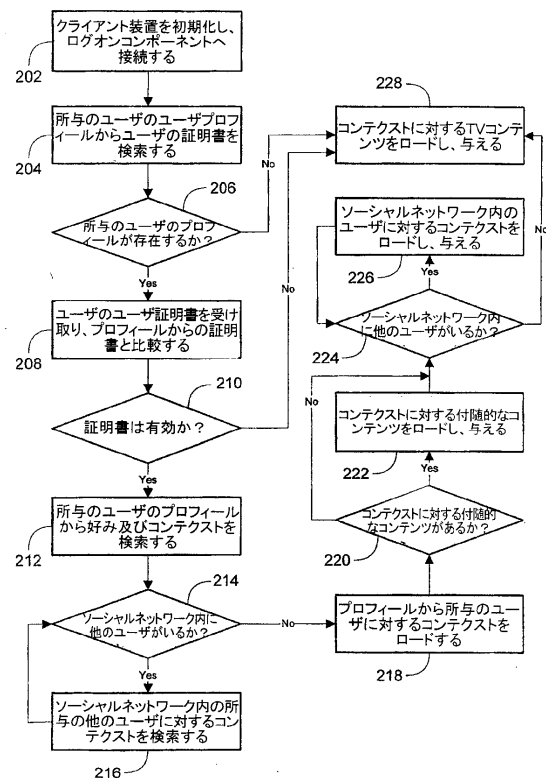 クライアント装置を初期化し、
ログオンコンポーネントへ
接続する
202
所与のユーザのユーザプロフ
ィールからユーザの証明書を
検索する
204
206
所与のユーザのプロフ
ィールが存在するか?
No
Yes
ユーザのユーザ証明書を受け
取り、プロフィールからの証明
書と比較する
208
210
証明書は有効か?
No
Yes
所与のユーザのプロフィール
から好み及びコンテクストを
検索する
212
214
ソーシャルネットワーク内に
他のユーザがいるか?
No
Yes
ソーシャルネットワーク内の所
与の他のユーザに対するコン
テクストを検索する
216
228
コンテクストに対するTVコン
テンツをロードし、与える
ソーシャルネットワーク内の
ユーザに対するコンテクストを
ロードし、与える
226
Yes
No
ソーシャルネットワーク内
に他のユーザがいるか?
224
No
コンテクストに対する付随的なコ
ンテンツをロードし、与える
222
Yes
コンテクストに対する付随的
なコンテンツがあるか?
220
プロフィールから所与のユー
ザに対するコンテクストを
ロードする
218